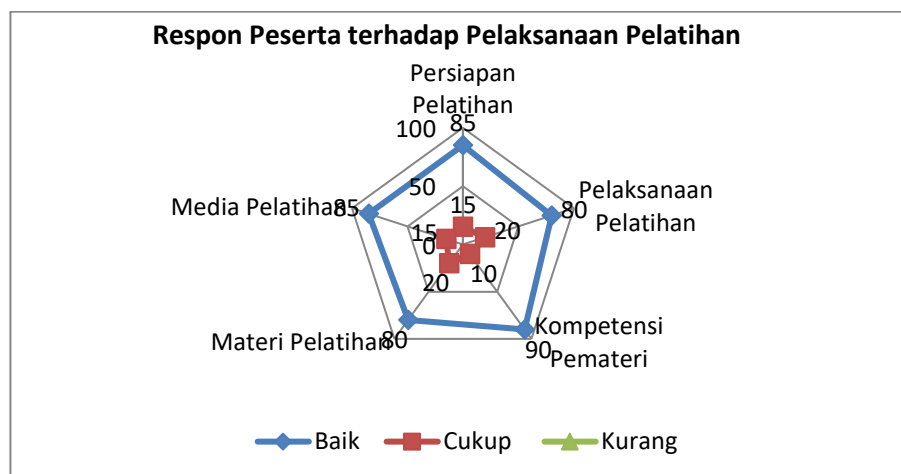 Respon Peserta terhadap Pelaksanaan Pelatihan
Persiapan
Pelatihan
85
100
50
15
Pelaksanaan
Pelatihan
80
20
Media Pelatihan
85
15
0
10
20
Kompetensi
Pemateri
90
Materi Pelatihan
80
Baik
Cukup
Kurang